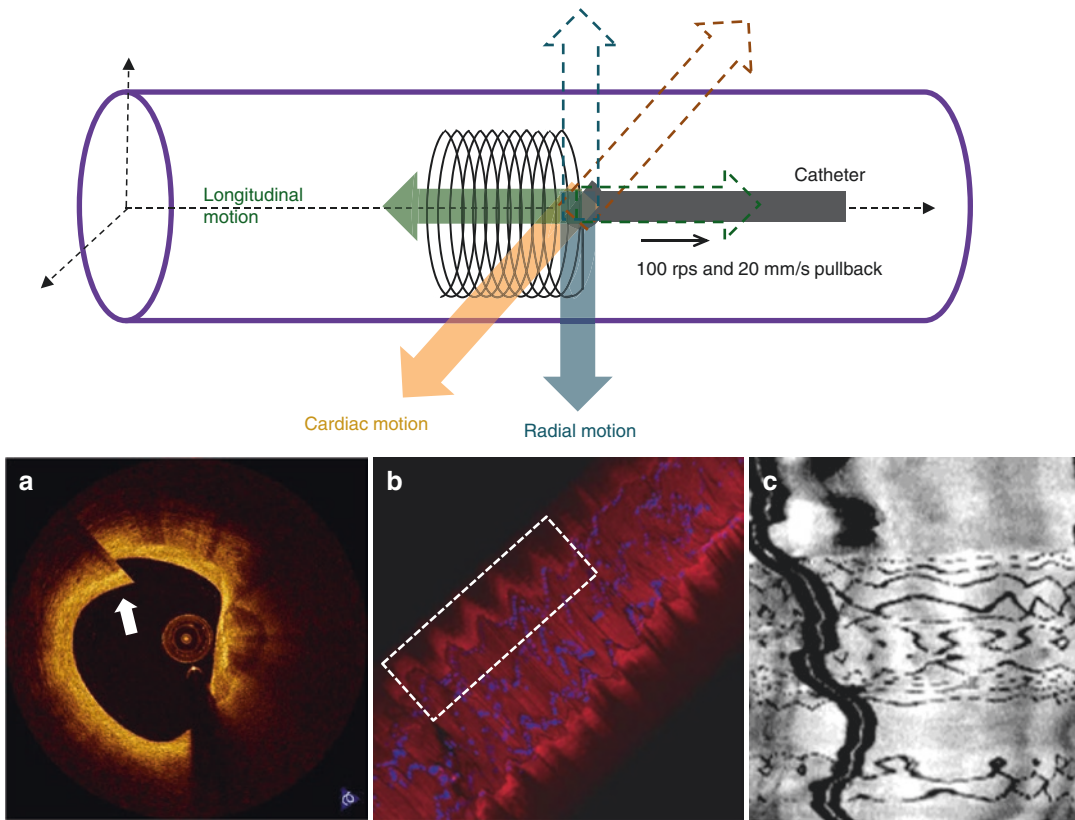 Longitudinal
motion
Catheter
100 rps and 20 mm/s pullback
Cardiac motion
Radial motion
a
b
c